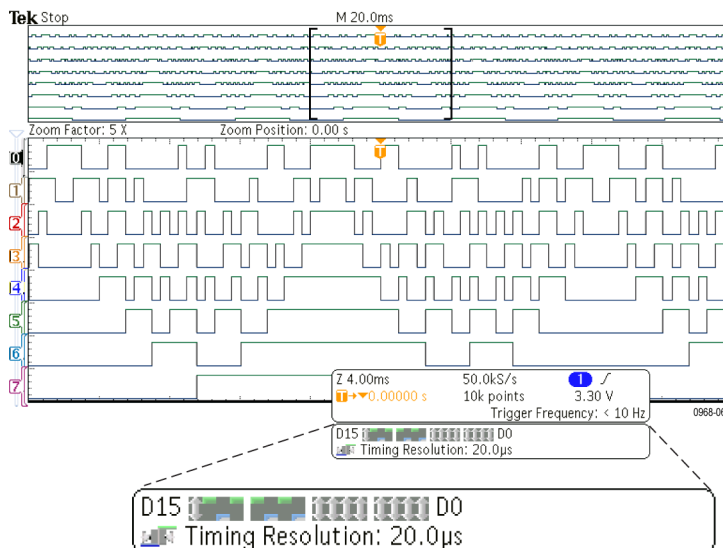 Tek Stop M 20.0ms
T
Zoom Factor: 5 X Zoom Position: 0.00 s
0
T
1
2
3
4
5
6
7
Z 4.00ms 50.0kS/s 1
T→▼0.00000 s 10k points 3.30 V
Trigger Frequency: < 10 Hz
0968-06
D15 D0
Timing Resolution: 20.0µs
D15 D0
Timing Resolution: 20.0µs